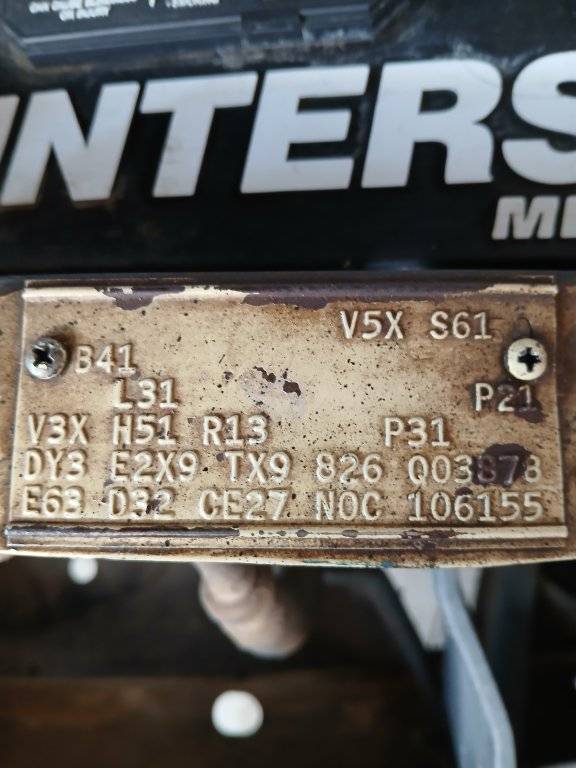 INTERS
V5X S61
B41
L31 P21
V3X H51 R13 P31
DY3 E2X9 TX9 826 Q03878
E63 D32 CE27 NOC 106155